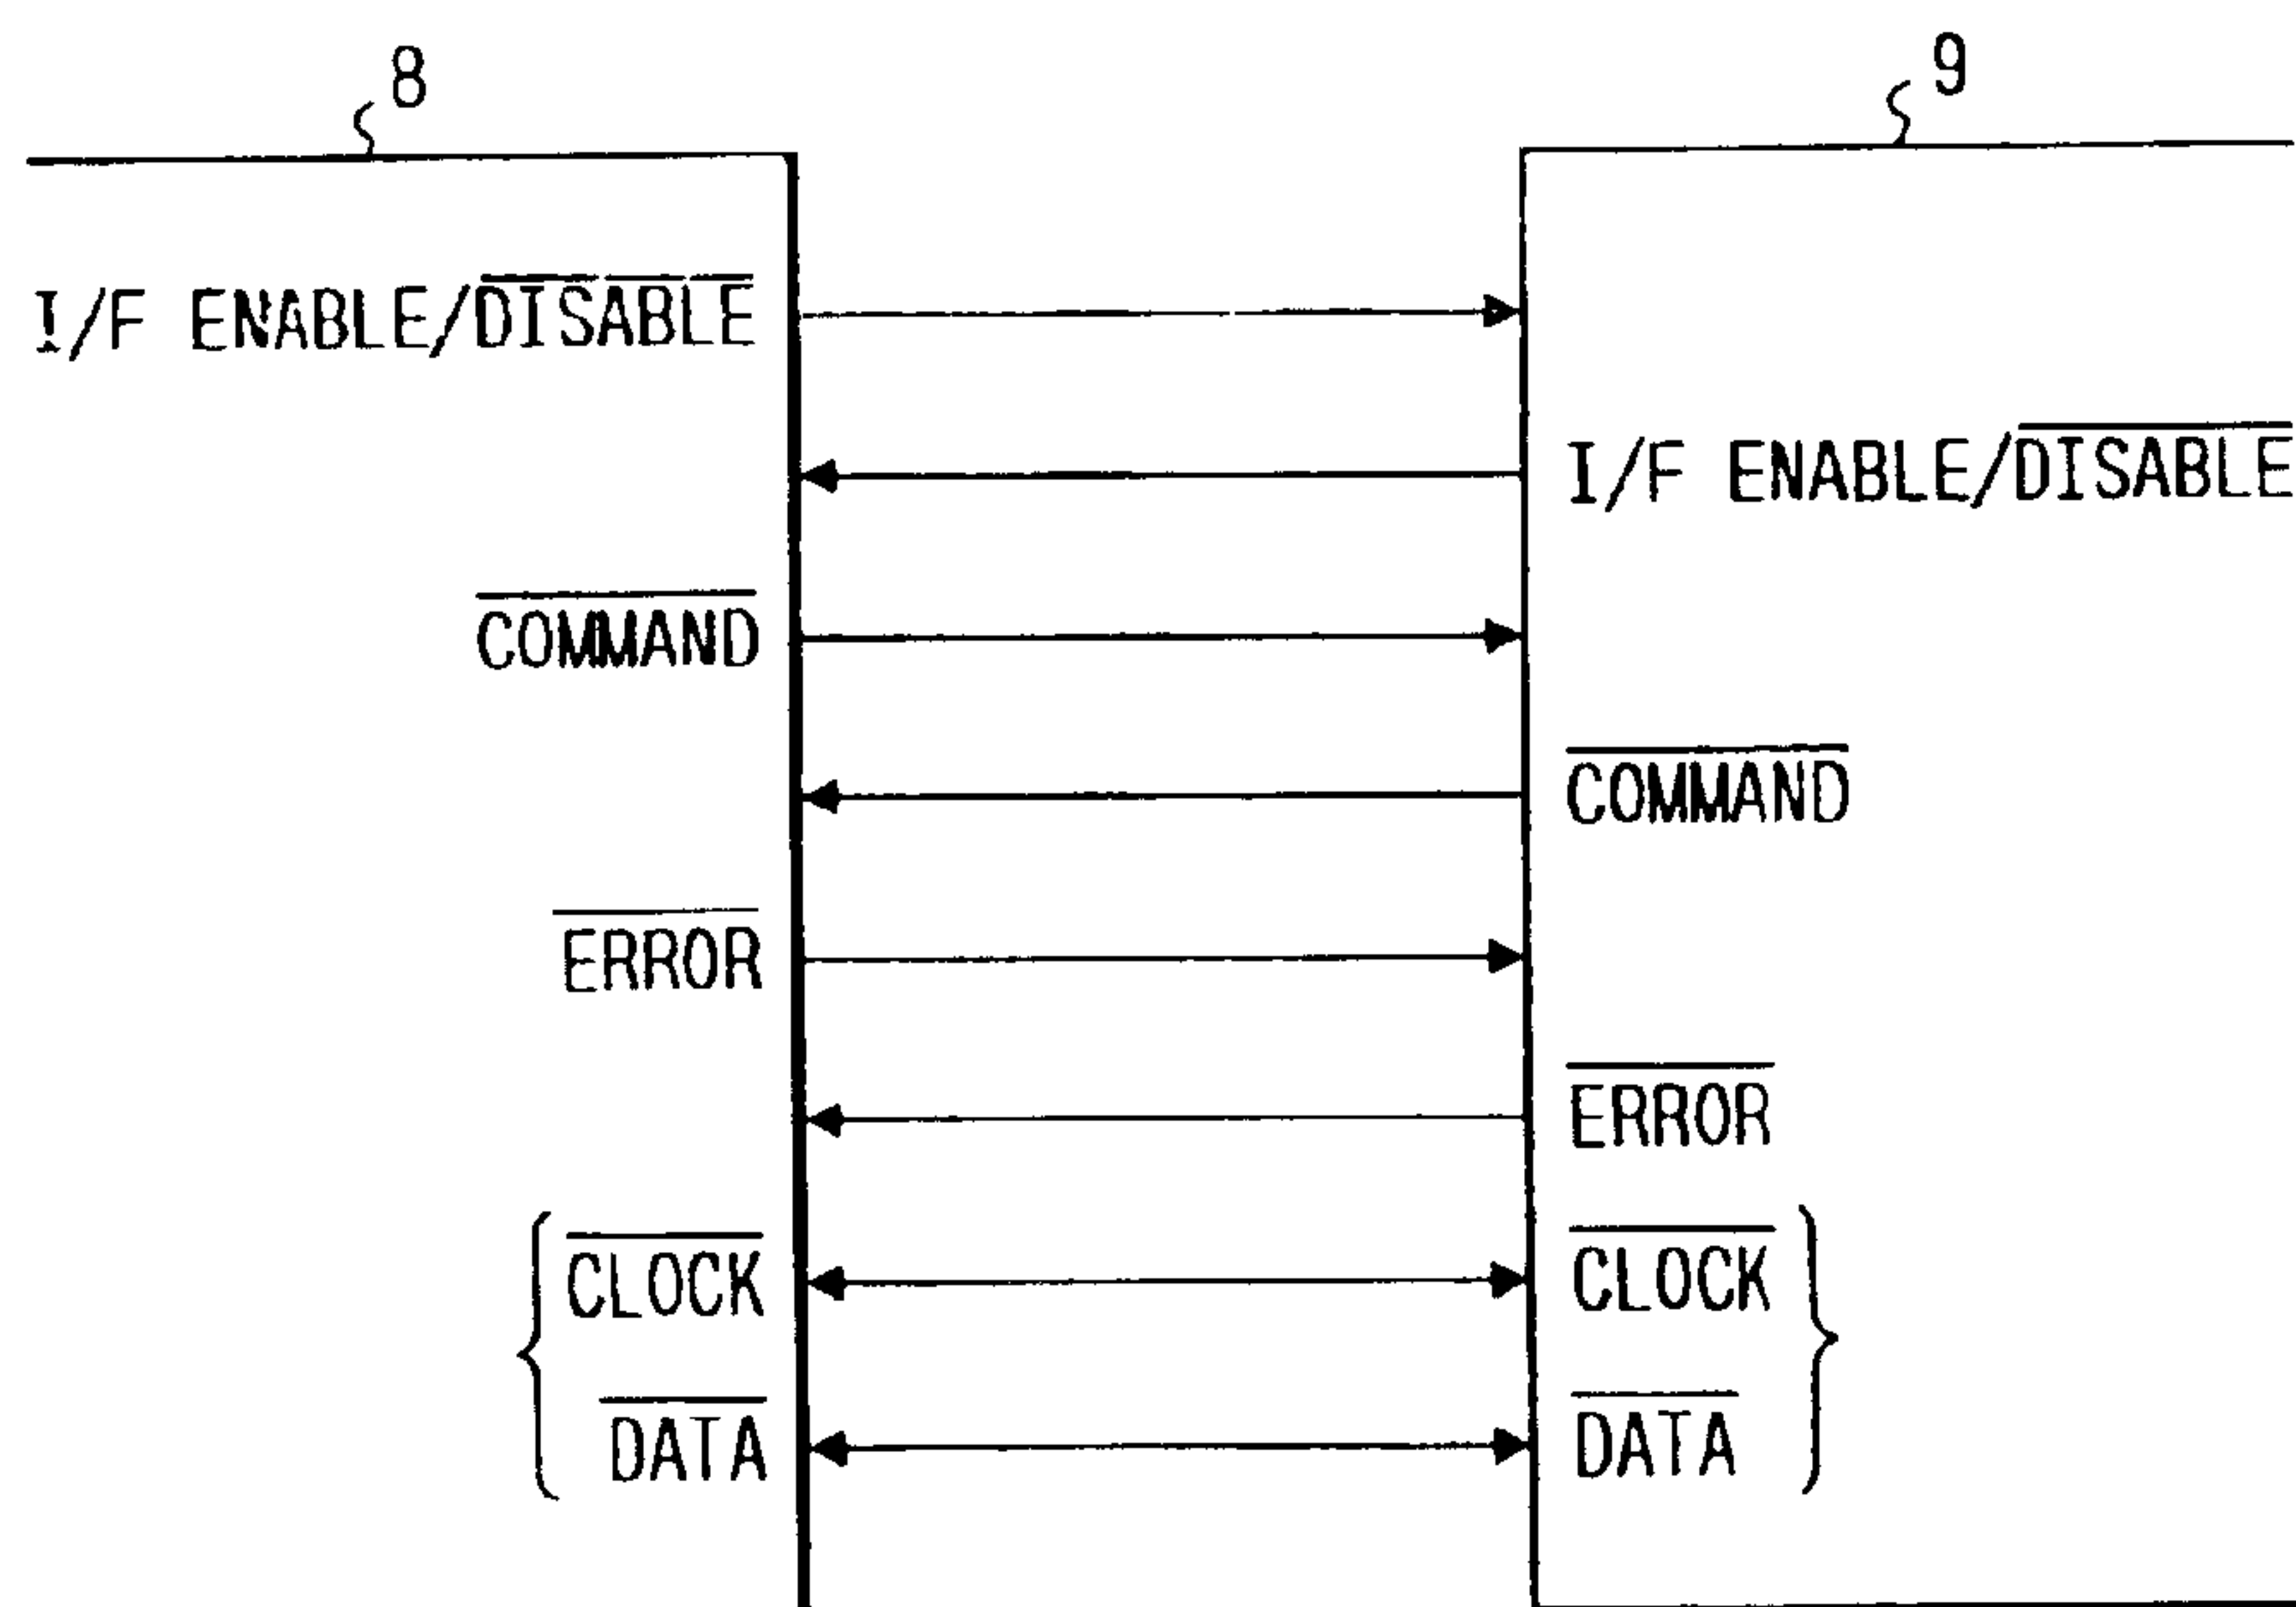 8
9
I/F ENABLE/DISABLE
I/F ENABLE/DISABLE
COMMAND
COMMAND
ERROR
ERROR
CLOCK
CLOCK
DATA
DATA